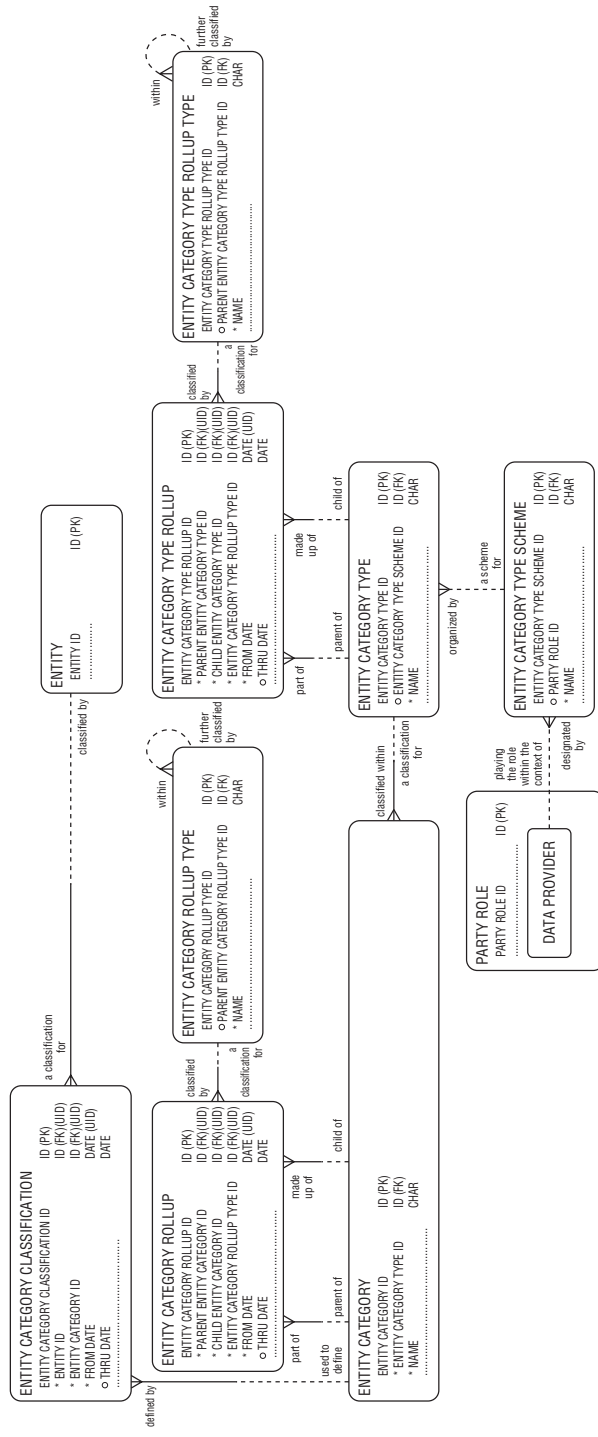 ENTITY CATEGORY CLASSIFICATION
ENTITY CATEGORY CLASSIFICATION ID ID (PK)
* ENTITY ID ID (FK)(UID)
* ENTITY CATEGORY ID ID (FK)(UID)
* FROM DATE DATE (UID)
○ THRU DATE DATE
a classification
for
classified by
ENTITY
ENTITY ID ID (PK)
defined by
used to
define
ENTITY CATEGORY ROLLUP
ENTITY CATEGORY ROLLUP ID ID (PK)
* PARENT ENTITY CATEGORY ID ID (FK)(UID)
* CHILD ENTITY CATEGORY ID ID (FK)(UID)
* ENTITY CATEGORY ROLLUP TYPE ID ID (FK)(UID)
* FROM DATE DATE (UID)
○ THRU DATE DATE
classified
by
a
classification
for
ENTITY CATEGORY ROLLUP TYPE
ENTITY CATEGORY ROLLUP TYPE ID ID (PK)
○ PARENT ENTITY CATEGORY ROLLUP TYPE ID ID (FK)
* NAME CHAR
within
further
classified
by
ENTITY CATEGORY TYPE ROLLUP
ENTITY CATEGORY TYPE ROLLUP ID ID (PK)
* PARENT ENTITY CATEGORY TYPE ID ID (FK)(UID)
* CHILD ENTITY CATEGORY TYPE ID ID (FK)(UID)
* ENTITY CATEGORY TYPE ROLLUP TYPE ID ID (FK)(UID)
* FROM DATE DATE (UID)
○ THRU DATE DATE
classified
by
a
classification
for
ENTITY CATEGORY TYPE ROLLUP TYPE
ENTITY CATEGORY TYPE ROLLUP TYPE ID ID (PK)
○ PARENT ENTITY CATEGORY TYPE ROLLUP TYPE ID ID (FK)
* NAME CHAR
within
further
classified
by
part of
parent of
made
up of
child of
part of
parent of
made
up of
child of
ENTITY CATEGORY
ENTITY CATEGORY ID ID (PK)
* ENTITY CATEGORY TYPE ID ID (FK)
* NAME CHAR
classified within
a classification
for
ENTITY CATEGORY TYPE
ENTITY CATEGORY TYPE ID ID (PK)
○ ENTITY CATEGORY TYPE SCHEME ID ID (FK)
* NAME CHAR
organized by
a scheme
for
PARTY ROLE
PARTY ROLE ID ID (PK)
DATA PROVIDER
playing
the role
within the
context of
designated
by
ENTITY CATEGORY TYPE SCHEME
ENTITY CATEGORY TYPE SCHEME ID ID (PK)
○ PARTY ROLE ID ID (FK)
* NAME CHAR